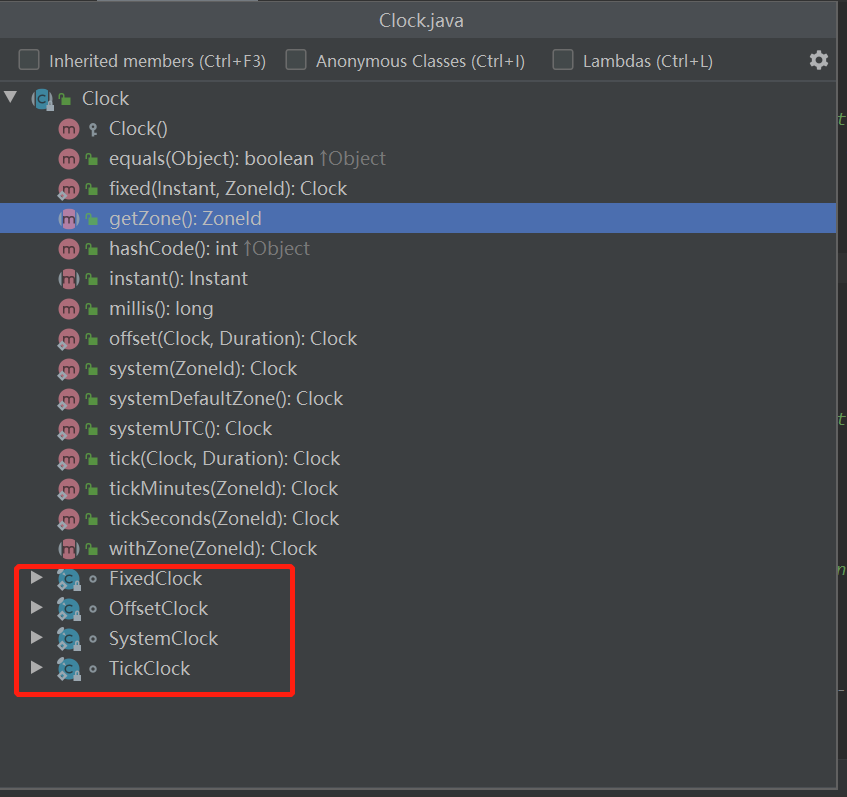 Clock.java
Inherited members (Ctrl+F3) Anonymous Classes (Ctrl+I) Lambdas (Ctrl+L)
Clock
Clock()
equals(Object): boolean ↑Object
fixed(Instant, ZoneId): Clock
getZone(): ZoneId
hashCode(): int ↑Object
instant(): Instant
millis(): long
offset(Clock, Duration): Clock
system(ZoneId): Clock
systemDefaultZone(): Clock
systemUTC(): Clock
tick(Clock, Duration): Clock
tickMinutes(ZoneId): Clock
tickSeconds(ZoneId): Clock
withZone(ZoneId): Clock
FixedClock
OffsetClock
SystemClock
TickClock